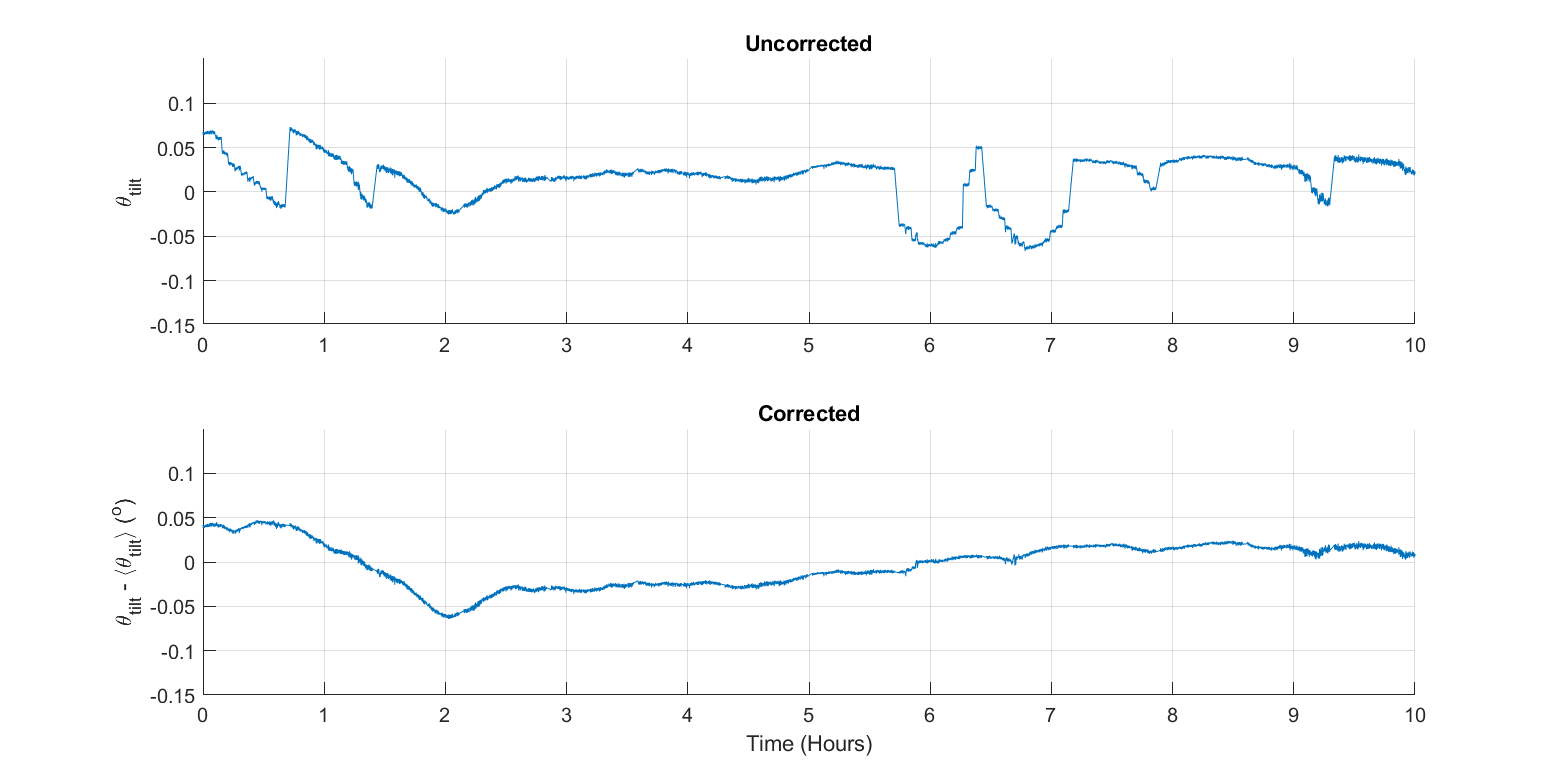 Uncorrected
θtilt
0.1
0.05
0
-0.05
-0.1
-0.15
0 1 2 3 4 5 6 7 8 9 10
Corrected
θtilt - ⟨θtilt⟩ (o)
0.1
0.05
0
-0.05
-0.1
-0.15
0 1 2 3 4 5 6 7 8 9 10
Time (Hours)